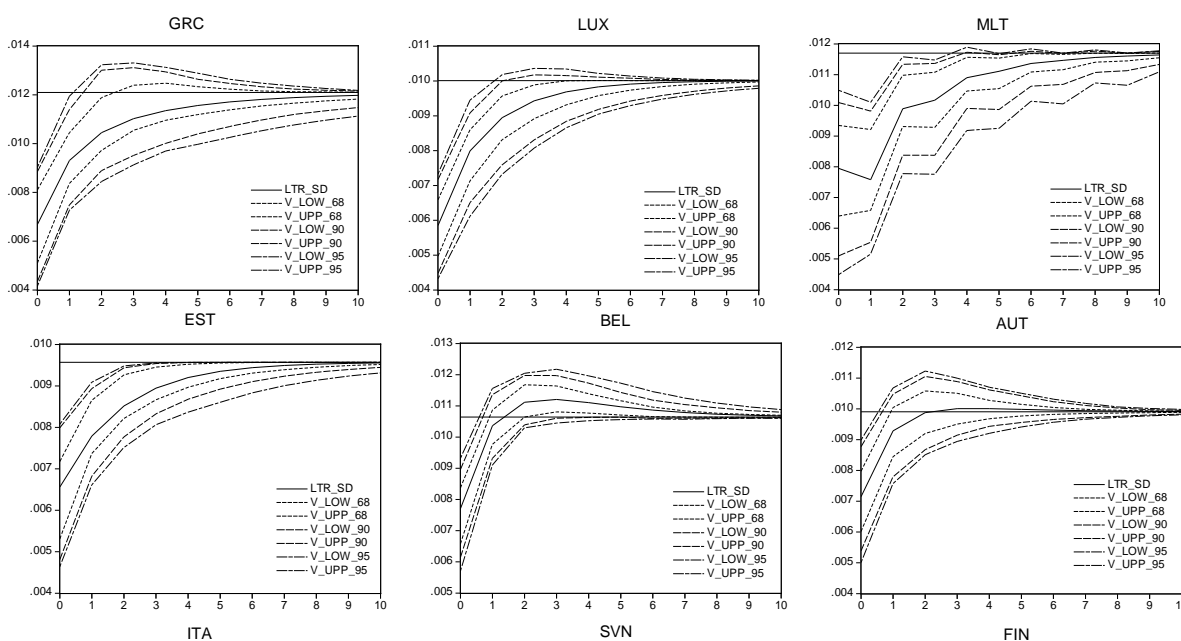 GRC
.014
.012
.010
.008
.006
.004
LTR_SD
V_LOW_68
V_UPP_68
V_LOW_90
V_UPP_90
V_LOW_95
V_UPP_95
0 1 2 3 4 5 6 7 8 9 10
LUX
.011
.010
.009
.008
.007
.006
.005
.004
LTR_SD
V_LOW_68
V_UPP_68
V_LOW_90
V_UPP_90
V_LOW_95
V_UPP_95
0 1 2 3 4 5 6 7 8 9 10
MLT
.012
.011
.010
.009
.008
.007
.006
.005
.004
LTR_SD
V_LOW_68
V_UPP_68
V_LOW_90
V_UPP_90
V_LOW_95
V_UPP_95
0 1 2 3 4 5 6 7 8 9 10
EST
.010
.009
.008
.007
.006
.005
.004
LTR_SD
V_LOW_68
V_UPP_68
V_LOW_90
V_UPP_90
V_LOW_95
V_UPP_95
0 1 2 3 4 5 6 7 8 9 10
BEL
.013
.012
.011
.010
.009
.008
.007
.006
.005
LTR_SD
V_LOW_68
V_UPP_68
V_LOW_90
V_UPP_90
V_LOW_95
V_UPP_95
0 1 2 3 4 5 6 7 8 9 10
AUT
.012
.011
.010
.009
.008
.007
.006
.005
.004
LTR_SD
V_LOW_68
V_UPP_68
V_LOW_90
V_UPP_90
V_LOW_95
V_UPP_95
0 1 2 3 4 5 6 7 8 9
ITA
SVN
FIN